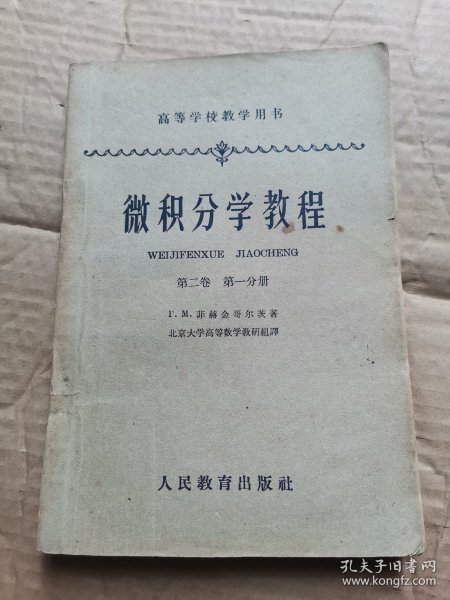 高等学校教学用书
微积分学教程
WEIJIFENXUE JIAOCHENG
第二卷 第一分册
Г. М. 菲赫金哥尔茨著
北京大学高等数学教研組譯
人民教育出版社
孔夫子旧书网
www.kongfz.com